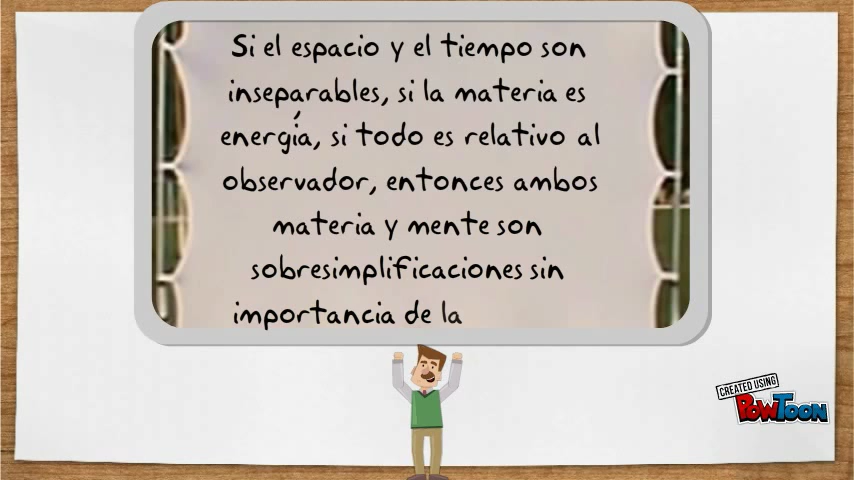 Si el espacio y el tiempo son
inseparables, si la materia es
energía, si todo es relativo al
observador, entonces ambos
materia y mente son
sobresimplificaciones sin
importancia de la
CREATED USING
POWTOON